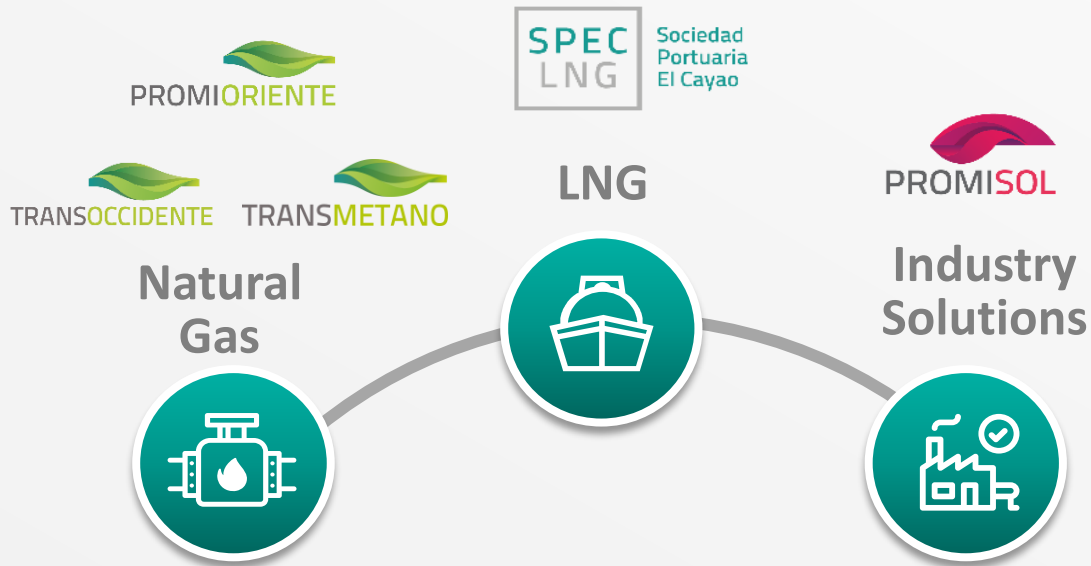 PROMIORIENTE
TRANSOCCIDENTE
TRANSMETANO
Natural
Gas
SPEC
LNG
Sociedad
Portuaria
El Cayao
LNG
PROMISOL
Industry
Solutions